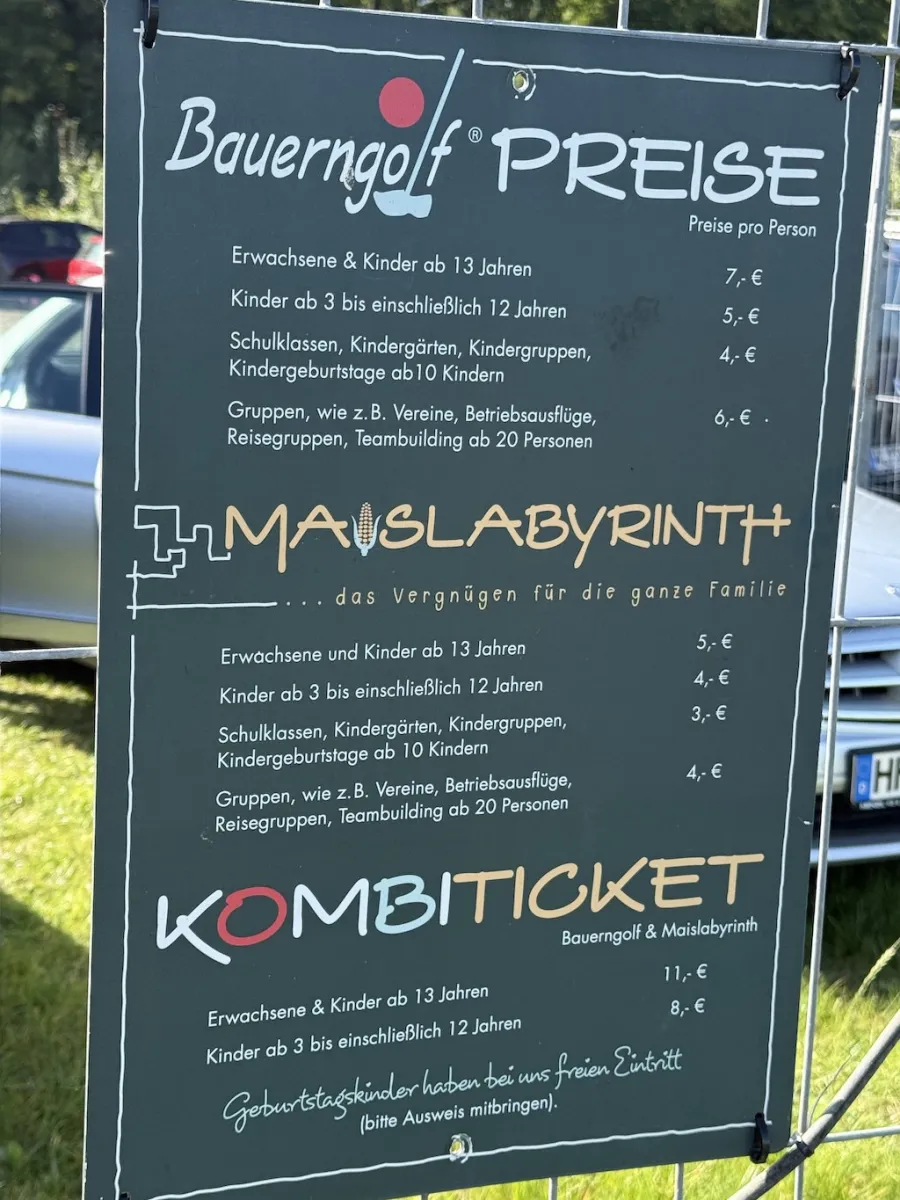 Bauerngolf® PREISE
Preise pro Person
Erwachsene & Kinder ab 13 Jahren 7,- €
Kinder ab 3 bis einschließlich 12 Jahren 5,- €
Schulklassen, Kindergärten, Kindergruppen, 4,- €
Kindergeburtstage ab10 Kindern
Gruppen, wie z.B. Vereine, Betriebsausflüge, 6,- €
Reisegruppen, Teambuilding ab 20 Personen
MAISLABYRINTH
... das Vergnügen für die ganze Familie
Erwachsene und Kinder ab 13 Jahren 5,- €
Kinder ab 3 bis einschließlich 12 Jahren 4,- €
Schulklassen, Kindergärten, Kindergruppen, 3,- €
Kindergeburtstage ab 10 Kindern
Gruppen, wie z.B. Vereine, Betriebsausflüge, 4,- €
Reisegruppen, Teambuilding ab 20 Personen
KOMBITICKET
Bauerngolf & Maislabyrinth
Erwachsene & Kinder ab 13 Jahren 11,- €
Kinder ab 3 bis einschließlich 12 Jahren 8,- €
Geburtstagskinder haben bei uns freien Eintritt
(bitte Ausweis mitbringen).